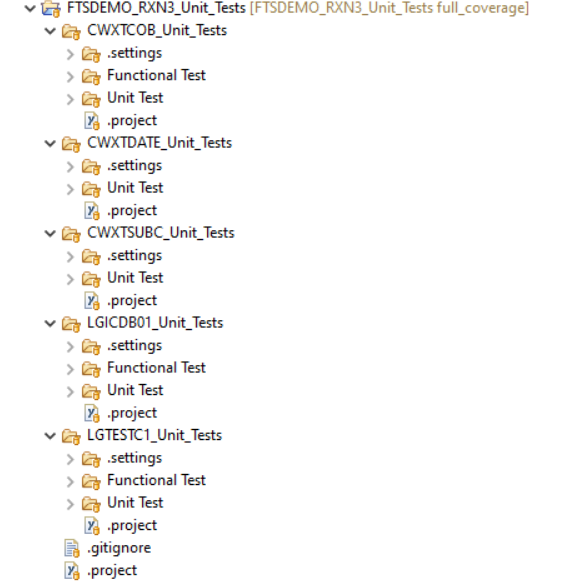 FTSDEMO_RXN3_Unit_Tests [FTSDEMO_RXN3_Unit_Tests full_coverage]
CWXTCOB_Unit_Tests
.settings
Functional Test
Unit Test
.project
CWXTDATE_Unit_Tests
.settings
Unit Test
.project
CWXTSUBC_Unit_Tests
.settings
Unit Test
.project
LGICDB01_Unit_Tests
.settings
Functional Test
Unit Test
.project
LGTESTC1_Unit_Tests
.settings
Functional Test
Unit Test
.project
.gitignore
.project